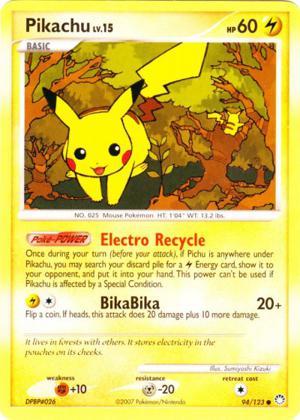 Pikachu LV.15 HP 60
BASIC
NO. 025 Mouse Pokémon HT: 1'04" WT: 13.2 lbs.
Poké-POWER Electro Recycle
Once during your turn (before your attack), if Pichu is anywhere under
Pikachu, you may search your discard pile for a Energy card, show it to
your opponent, and put it into your hand. This power can't be used if
Pikachu is affected by a Special Condition.
BikaBika 20+
Flip a coin. If heads, this attack does 20 damage plus 10 more damage.
It lives in forests with others. It stores electricity in
the pouches on its cheeks.
Illus. Sumiyoshi Kizuki
weakness resistance retreat cost
+10 -20
DPBP#026 ©2007 Pokémon/Nintendo 94/123